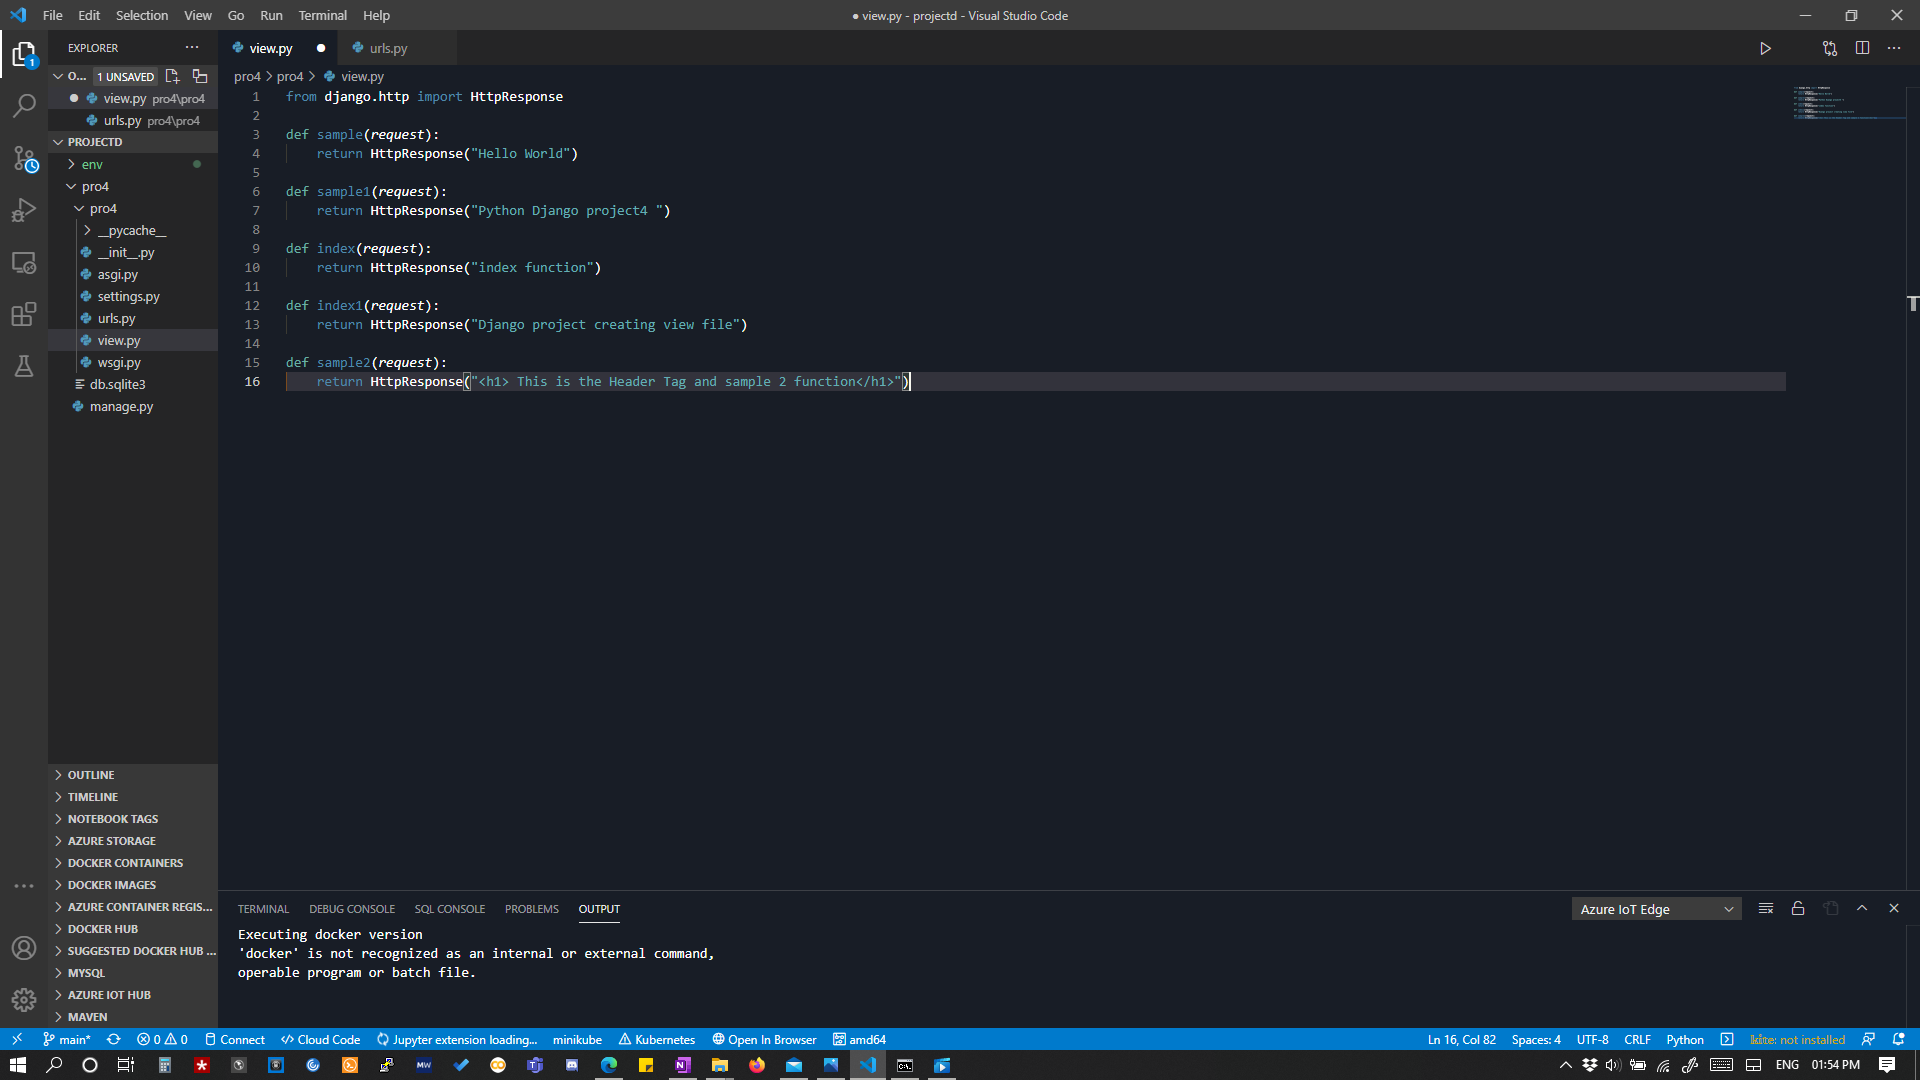 File Edit Selection View Go Run Terminal Help
● view.py - projectd - Visual Studio Code
EXPLORER
view.py
urls.py
O... 1 UNSAVED
view.py pro4\pro4
urls.py pro4\pro4
PROJECTD
env
pro4
pro4
__pycache__
__init__.py
asgi.py
settings.py
urls.py
view.py
wsgi.py
db.sqlite3
manage.py
OUTLINE
TIMELINE
NOTEBOOK TAGS
AZURE STORAGE
DOCKER CONTAINERS
DOCKER IMAGES
AZURE CONTAINER REGIS...
DOCKER HUB
SUGGESTED DOCKER HUB ...
MYSQL
AZURE IOT HUB
MAVEN
pro4 > pro4 > view.py
1 from django.http import HttpResponse
2
3 def sample(request):
4 return HttpResponse("Hello World")
5
6 def sample1(request):
7 return HttpResponse("Python Django project4 ")
8
9 def index(request):
10 return HttpResponse("index function")
11
12 def index1(request):
13 return HttpResponse("Django project creating view file")
14
15 def sample2(request):
16 return HttpResponse("<h1> This is the Header Tag and sample 2 function</h1>")
TERMINAL DEBUG CONSOLE SQL CONSOLE PROBLEMS OUTPUT
Azure IoT Edge
Executing docker version
'docker' is not recognized as an internal or external command,
operable program or batch file.
main* 0 0 Connect Cloud Code Jupyter extension loading... minikube Kubernetes Open In Browser amd64
Ln 16, Col 82 Spaces: 4 UTF-8 CRLF Python not installed
MW
ENG 01:54 PM